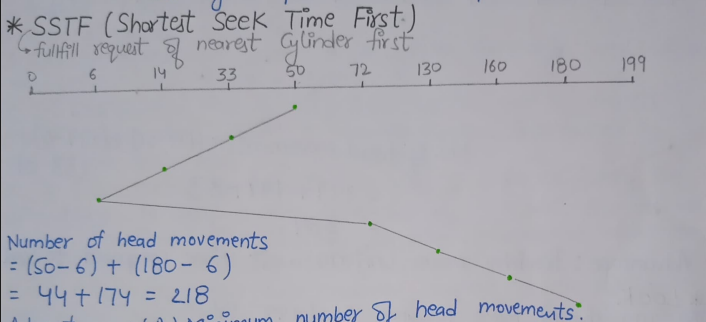 * SSTF (Shortest Seek Time First)
↳ fullfill request of nearest Cylinder first
0 6 14 33 50 72 130 160 180 199
Number of head movements
= (50-6) + (180-6)
= 44+174 = 218
number of head movements.